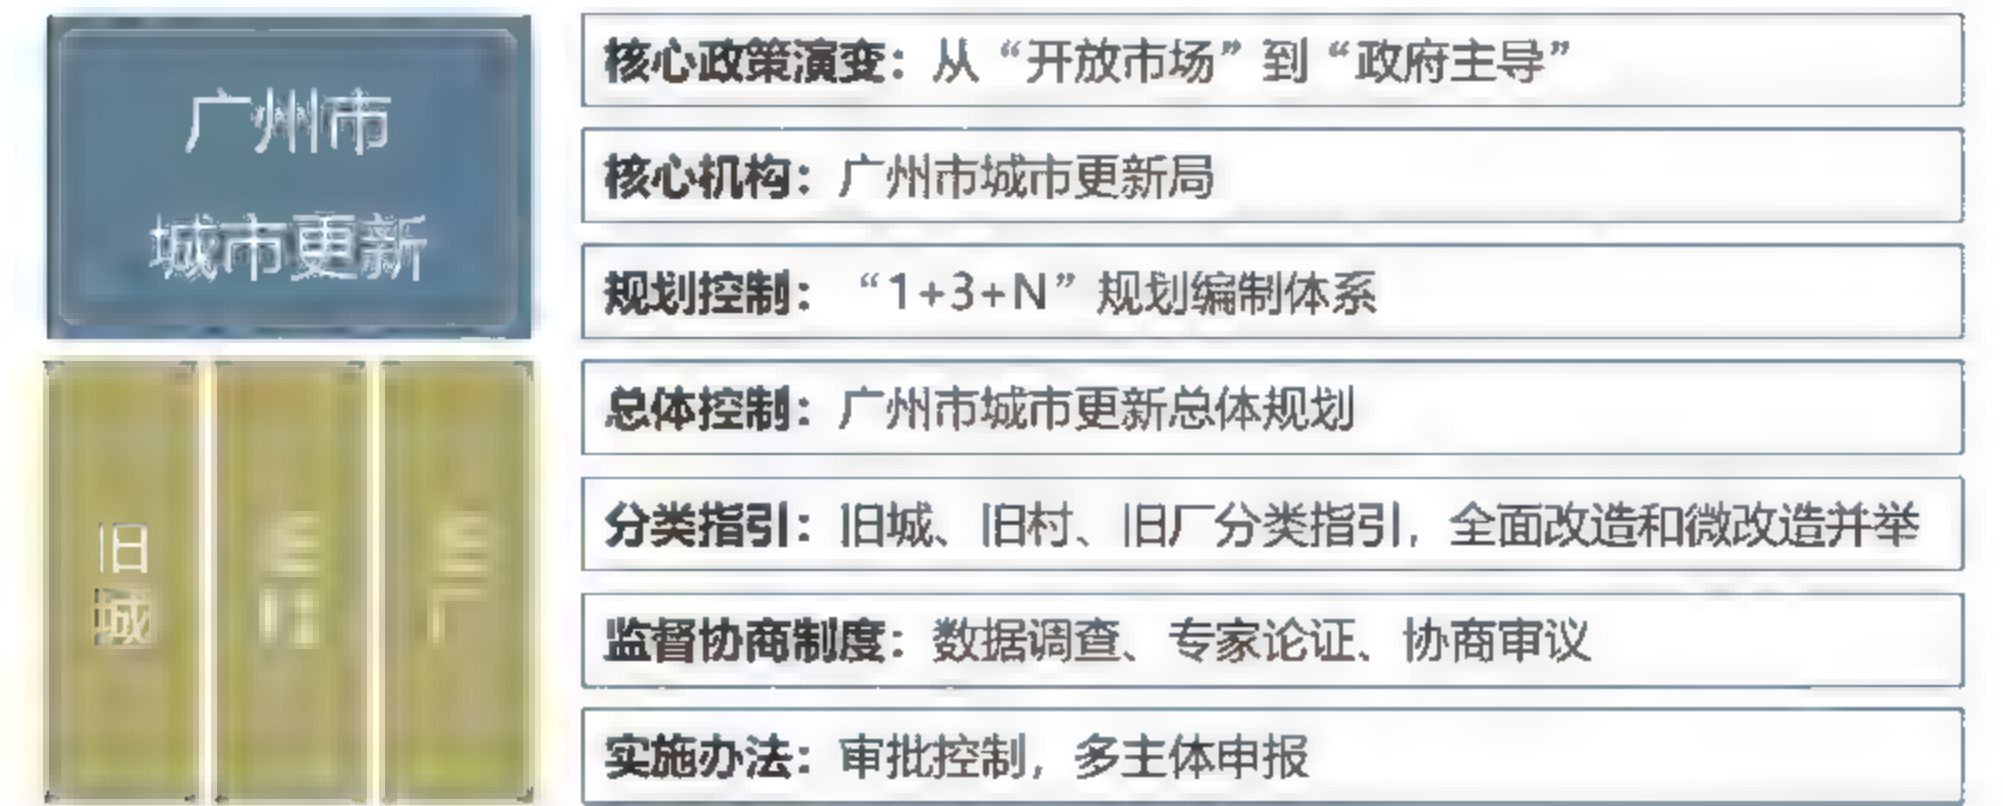 广州市
城市更新
旧城
旧厂
核心政策演变：从“开放市场”到“政府主导”
核心机构：广州市城市更新局
规划控制：“1+3+N”规划编制体系
总体控制：广州市城市更新总体规划
分类指引：旧城、旧村、旧厂分类指引，全面改造和微改造并举
监督协商制度：数据调查、专家论证、协商审议
实施办法：审批控制，多主体申报